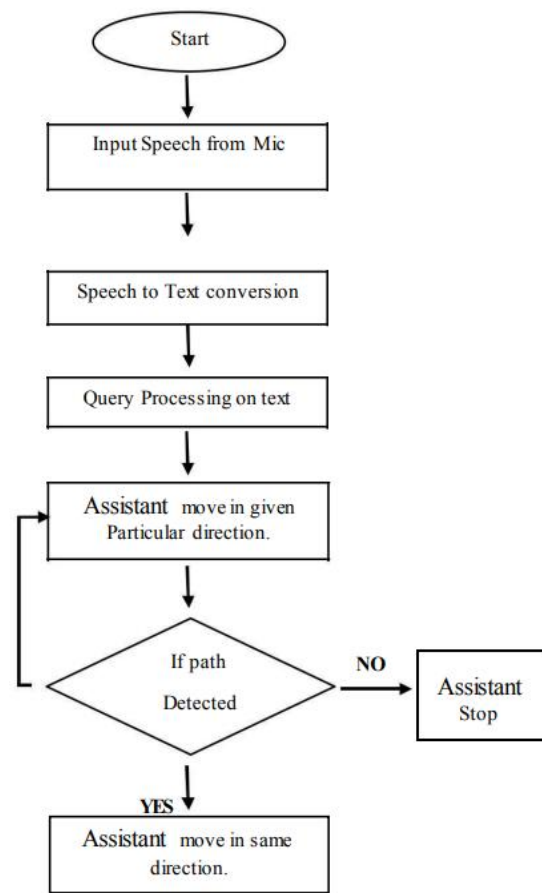 Start
Input Speech from Mic
Speech to Text conversion
Query Processing on text
Assistant move in given
Particular direction.
If path
Detected
NO
Assistant
Stop
YES
Assistant move in same
direction.